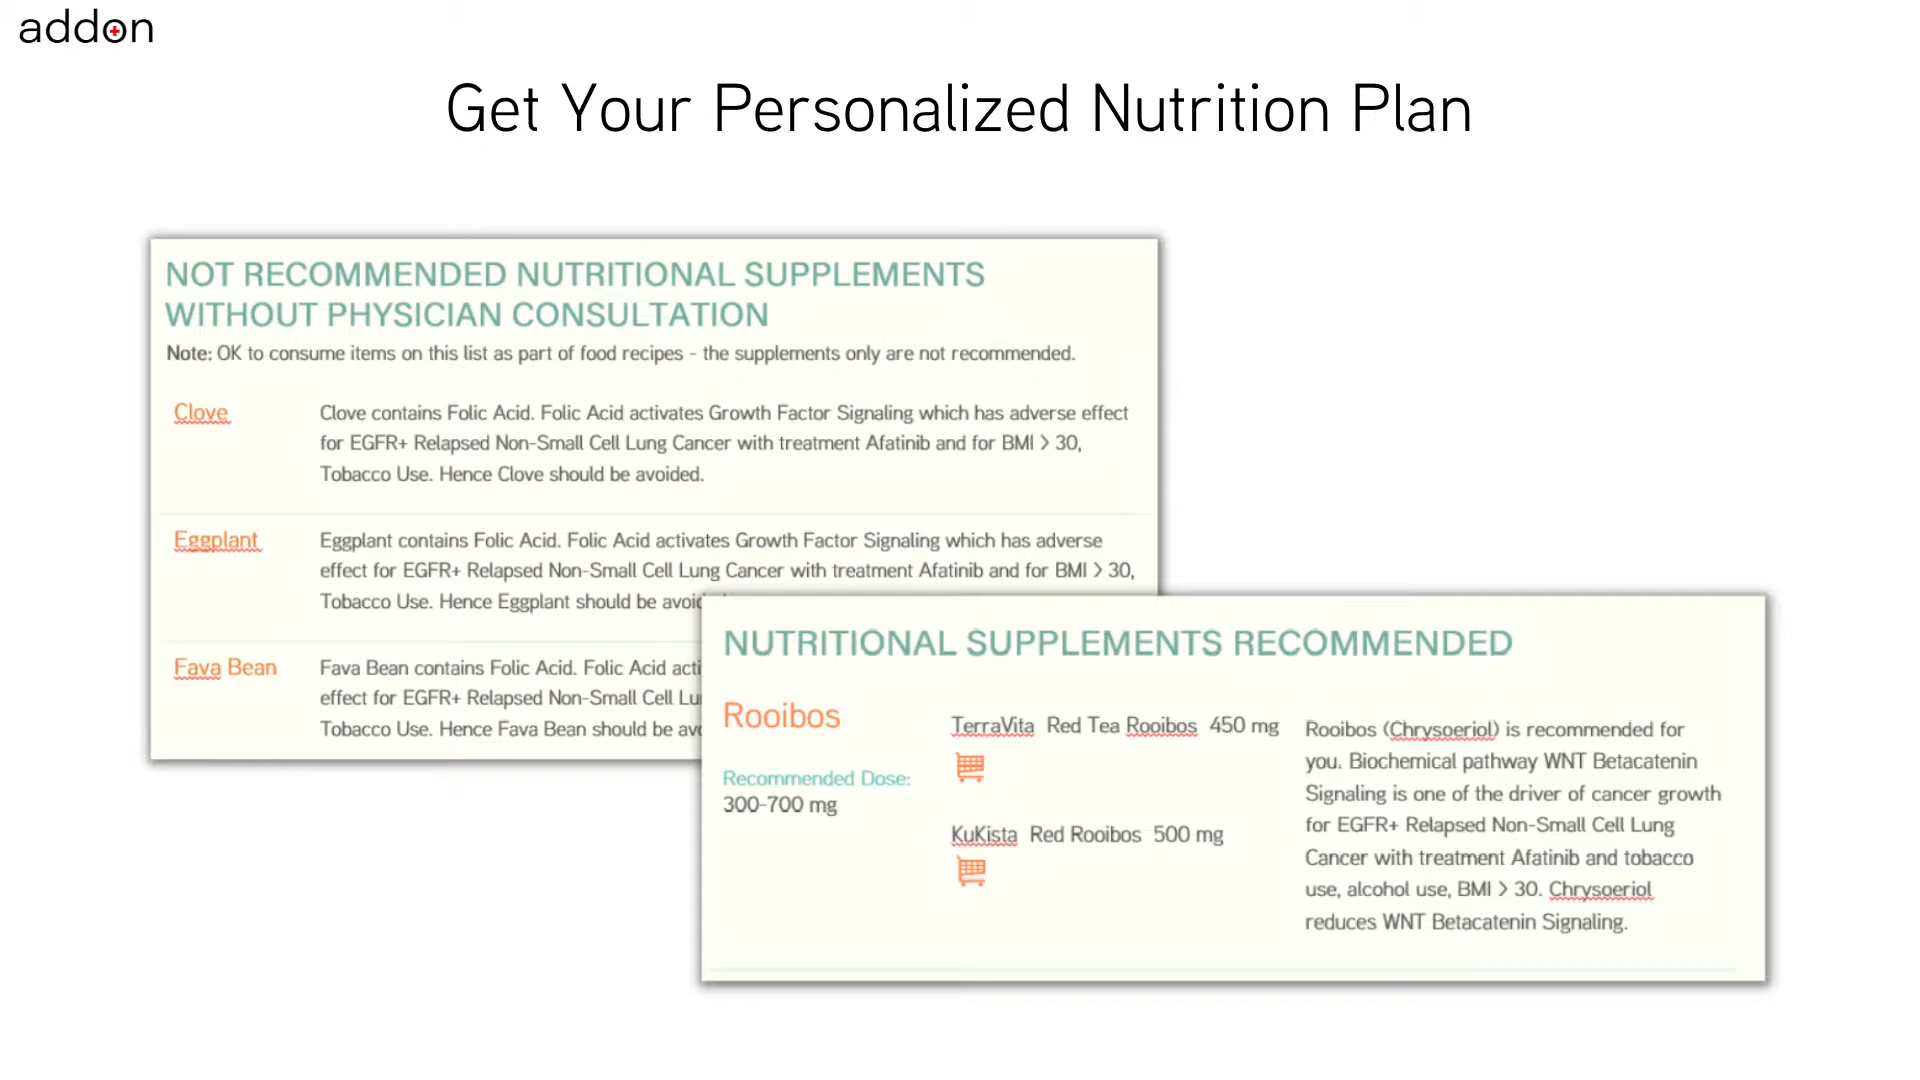 addon
Get Your Personalized Nutrition Plan
NOT RECOMMENDED NUTRITIONAL SUPPLEMENTS
WITHOUT PHYSICIAN CONSULTATION
Note: OK to consume items on this list as part of food recipes - the supplements only are not recommended.
Clove
Clove contains Folic Acid. Folic Acid activates Growth Factor Signaling which has adverse effect
for EGFR+ Relapsed Non-Small Cell Lung Cancer with treatment Afatinib and for BMI > 30,
Tobacco Use. Hence Clove should be avoided.
Eggplant
Eggplant contains Folic Acid. Folic Acid activates Growth Factor Signaling which has adverse
effect for EGFR+ Relapsed Non-Small Cell Lung Cancer with treatment Afatinib and for BMI > 30,
Tobacco Use. Hence Eggplant should be
Fava Bean
Fava Bean contains Folic Acid. Folic Acid
effect for EGFR+ Relapsed Non-Small Cell
Tobacco Use. Hence Fava Bean should be
NUTRITIONAL SUPPLEMENTS RECOMMENDED
Rooibos
Recommended Dose:
300-700 mg
TerraVita Red Tea Rooibos 450 mg
KuKista Red Rooibos 500 mg
Rooibos (Chrysoeriol) is recommended for
you. Biochemical pathway WNT Betacatenin
Signaling is one of the driver of cancer growth
for EGFR+ Relapsed Non-Small Cell Lung
Cancer with treatment Afatinib and tobacco
use, alcohol use, BMI > 30. Chrysoeriol
reduces WNT Betacatenin Signaling.